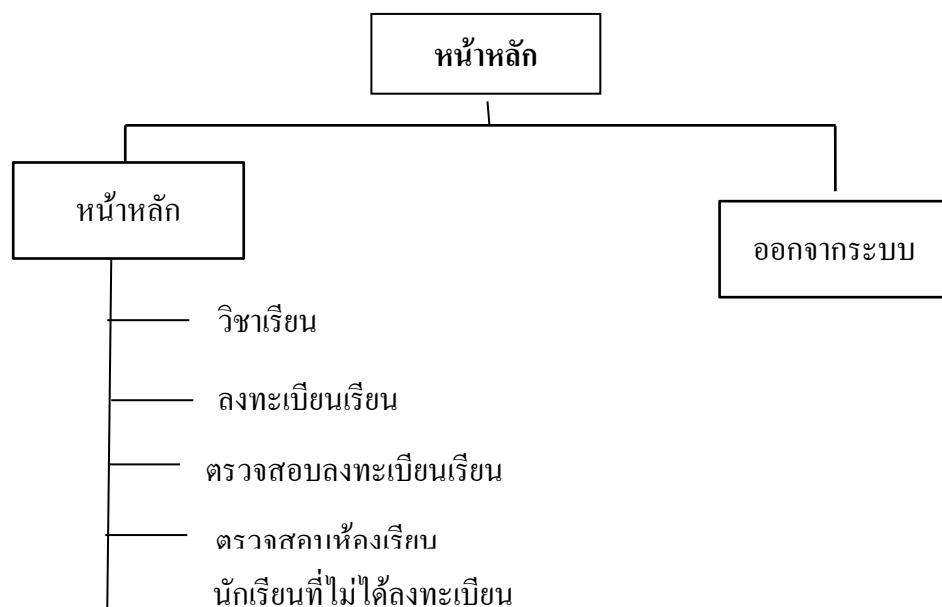 หน้าหลัก
หน้าหลัก
ออกจากระบบ
วิชาเรียน
ลงทะเบียนเรียน
ตรวจสอบลงทะเบียนเรียน
ตรวจสอบห้องเรียน
นักเรียนที่ไม่ได้ลงทะเบียน